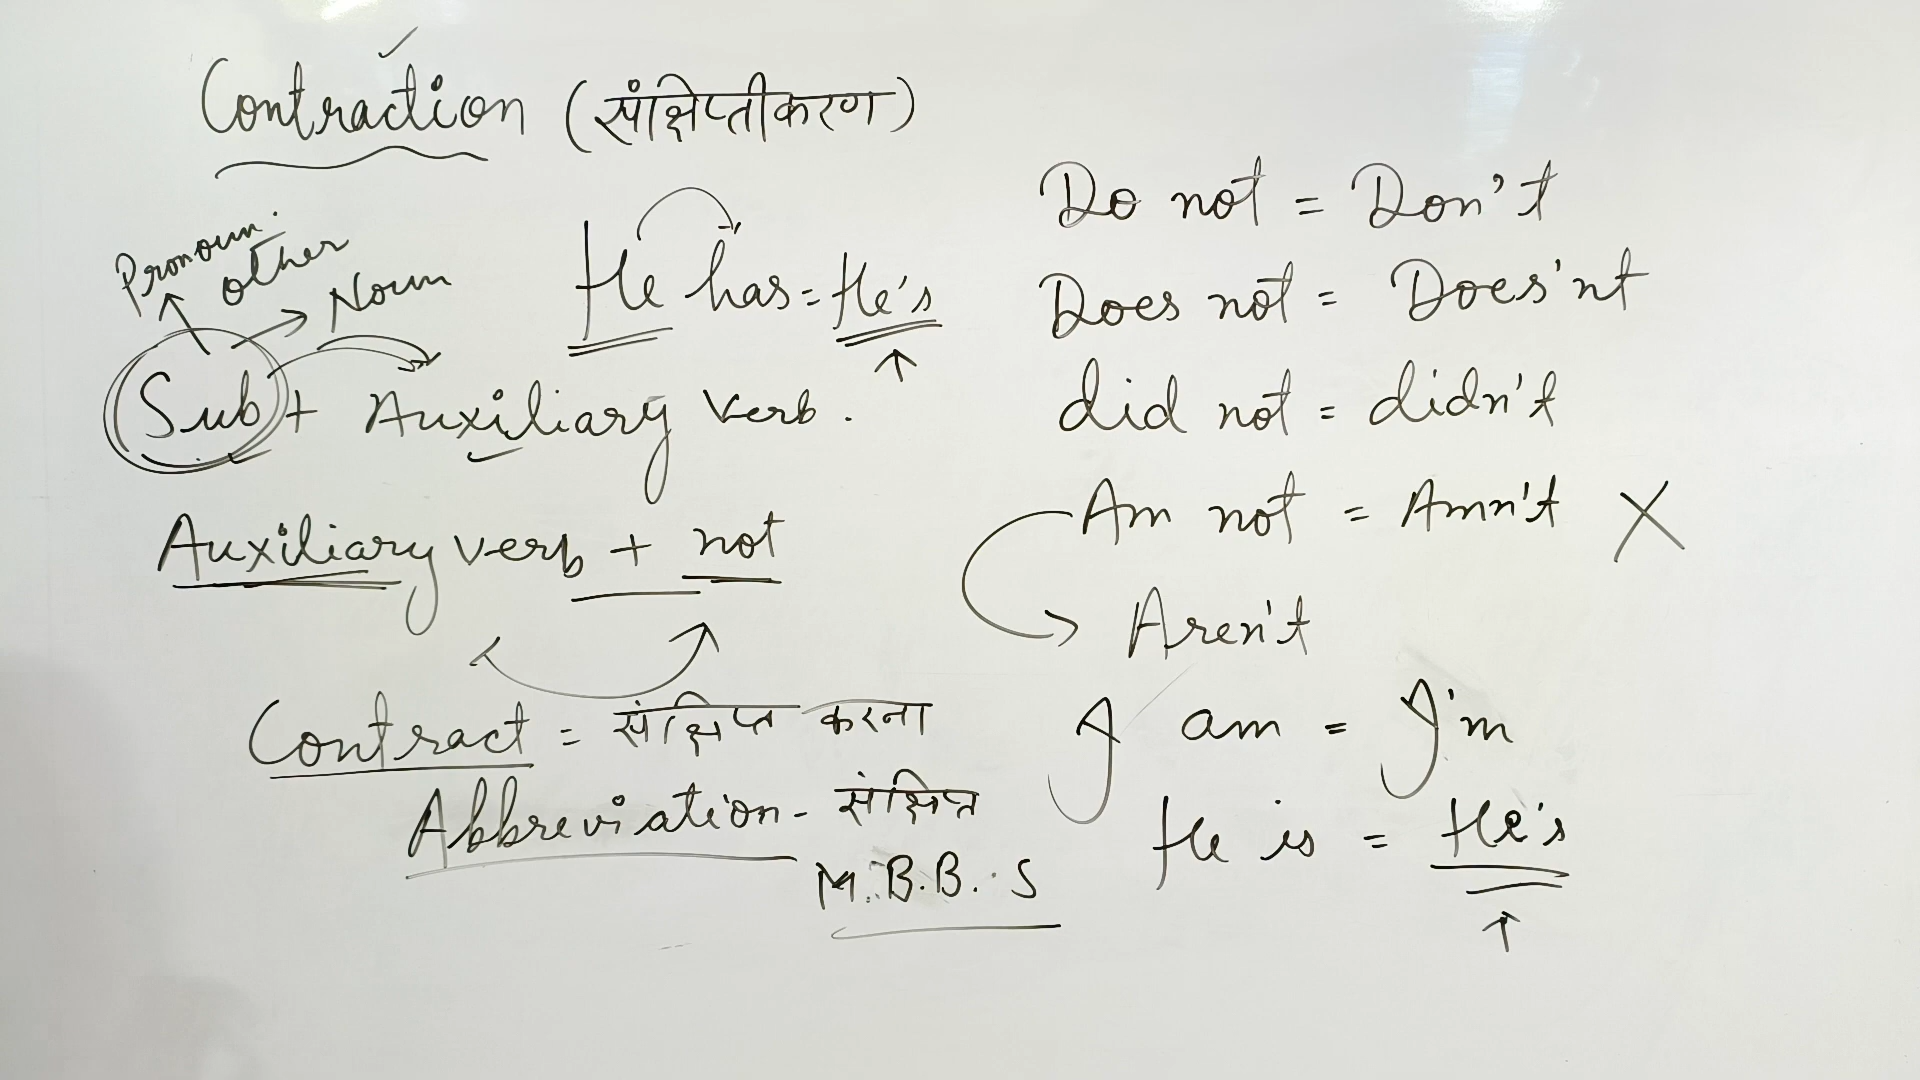 Contraction (संक्षिप्तीकरण)
Pronoun.
other
Noun
He has = He's
Sub + Auxiliary Verb.
Auxiliary verb + not
Contract = संक्षिप्त करना
Abbreviation - संक्षिप्त
M.B.B.S
Do not = Don't
Does not = Does'nt
did not = didn't
Am not = Amn't X
Aren't
I am = I'm
He is = He's